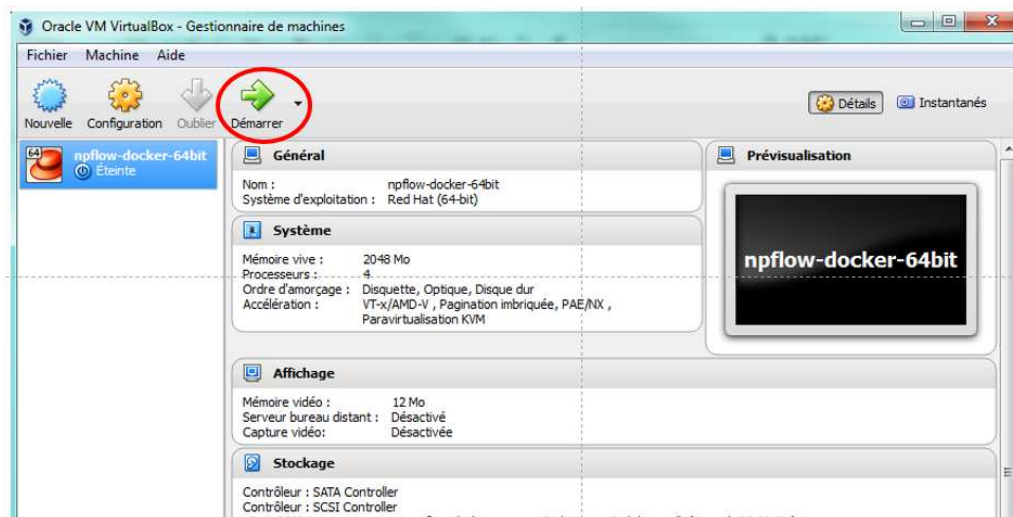 Oracle VM VirtualBox - Gestionnaire de machines
Fichier Machine Aide
Nouvelle Configuration Oublier Démarrer
Détails Instantanés
64
npflow-docker-64bit
Éteinte
Général
Nom : npflow-docker-64bit
Système d'exploitation : Red Hat (64-bit)
Système
Mémoire vive : 2048 Mo
Processeurs : 4
Ordre d'amorçage : Disquette, Optique, Disque dur
Accélération : VT-x/AMD-V , Pagination imbriquée, PAE/NX ,
Paravirtualisation KVM
Prévisualisation
npflow-docker-64bit
Affichage
Mémoire vidéo : 12 Mo
Serveur bureau distant : Désactivé
Capture vidéo: Désactivée
Stockage
Contrôleur : SATA Controller
Contrôleur : SCSI Controller